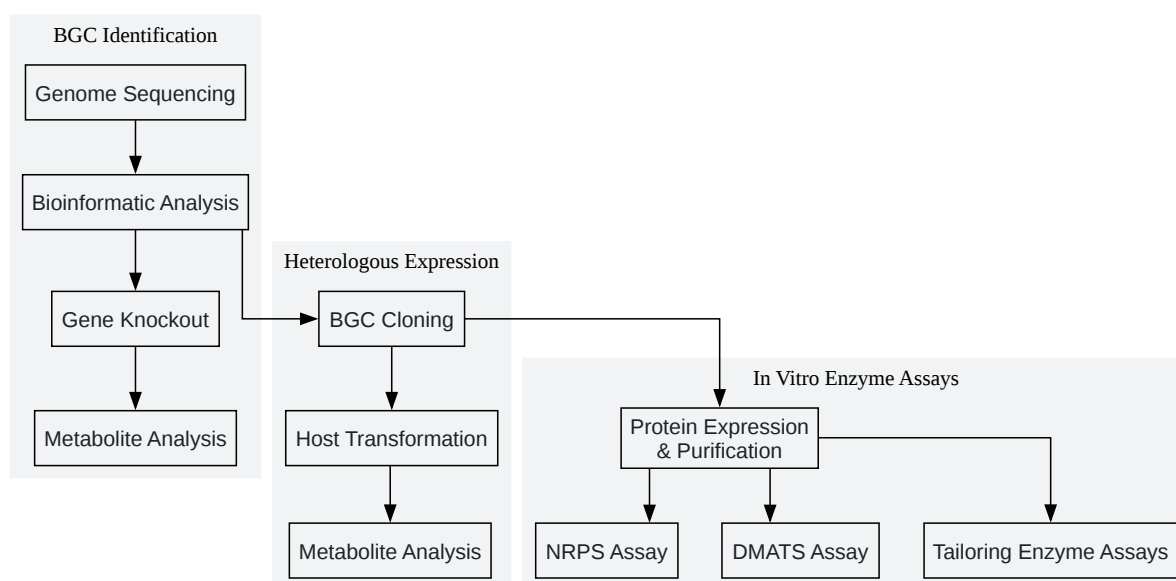 BGC Identification
Genome Sequencing
Bioinformatic Analysis
Gene Knockout
Metabolite Analysis
Heterologous Expression
BGC Cloning
Host Transformation
Metabolite Analysis
In Vitro Enzyme Assays
Protein Expression
& Purification
NRPS Assay
DMATS Assay
Tailoring Enzyme Assays